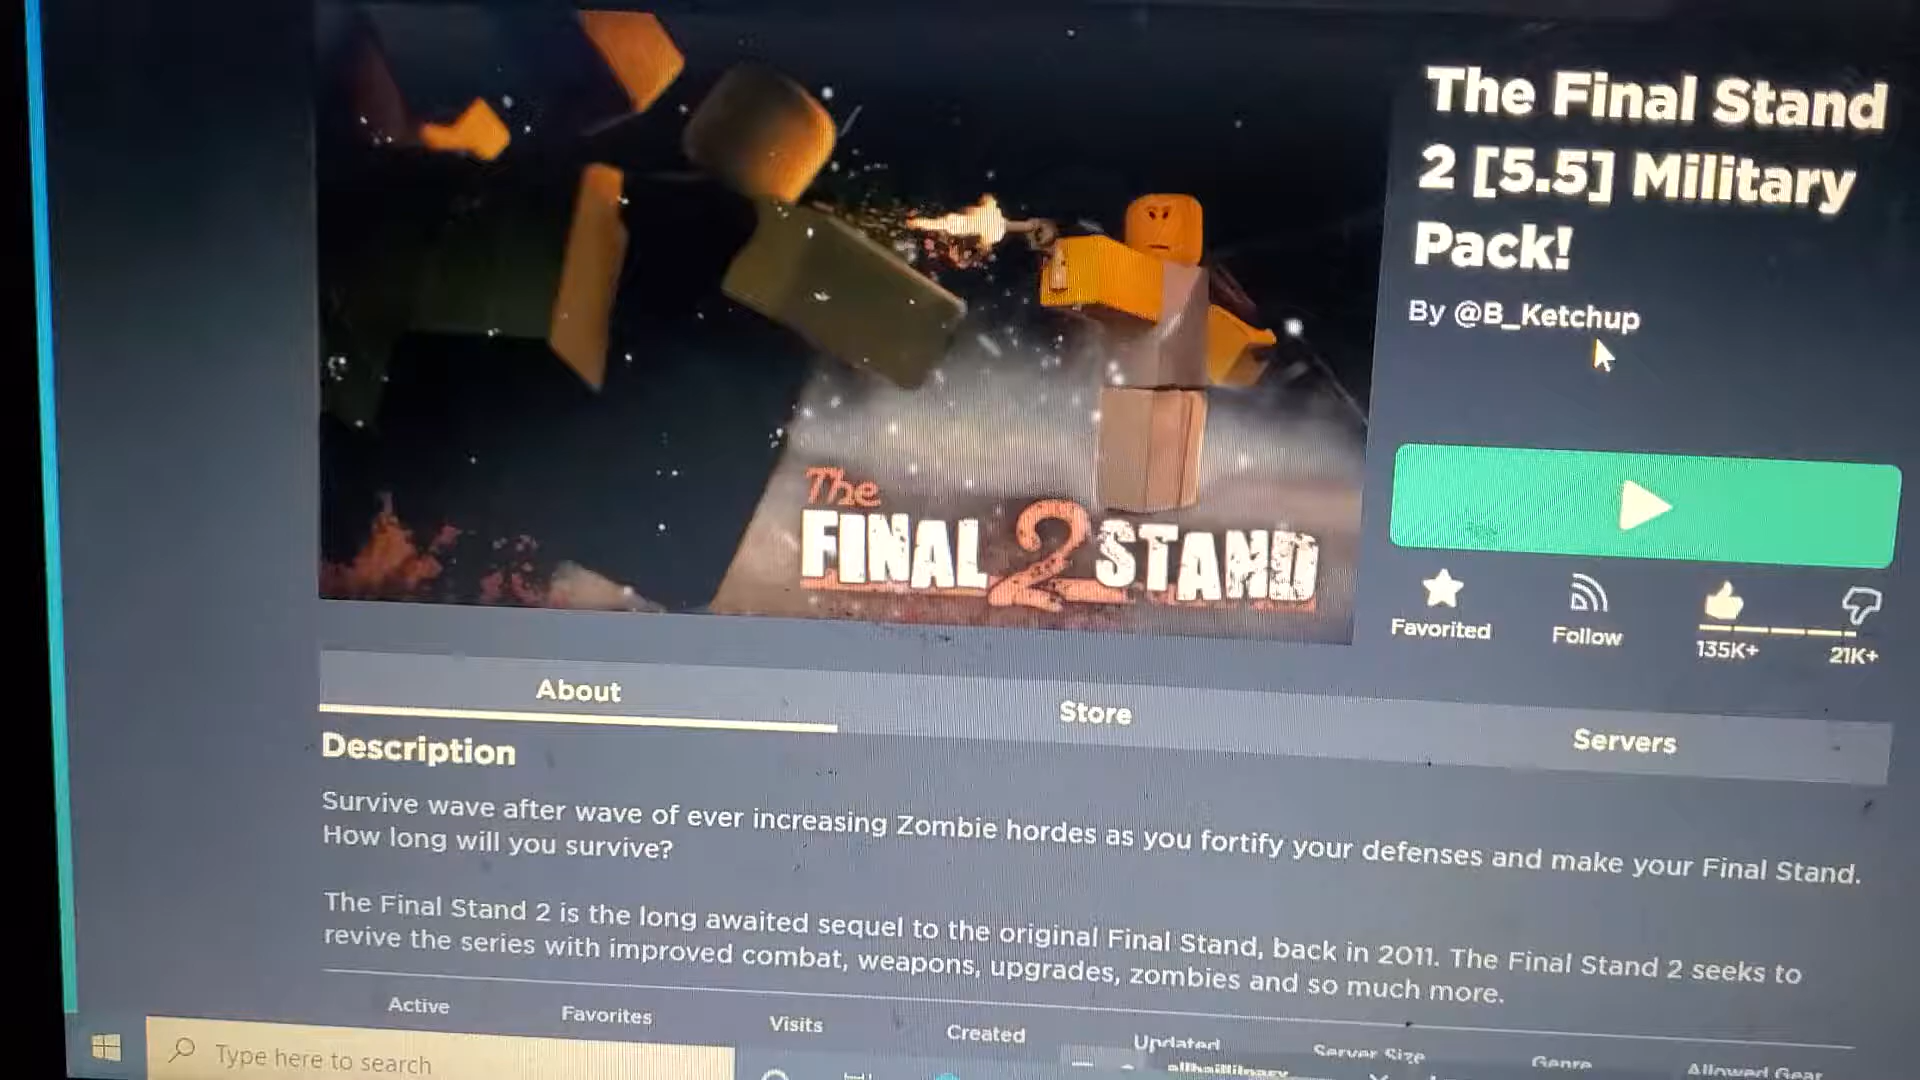 The Final Stand
2 [5.5] Military
Pack!
By @B_Ketchup
The
FINAL 2 STAND
Favorited
Follow
135K+
21K+
About
Store
Servers
Description
Survive wave after wave of ever increasing Zombie hordes as you fortify your defenses and make your Final Stand.
How long will you survive?
The Final Stand 2 is the long awaited sequel to the original Final Stand, back in 2011. The Final Stand 2 seeks to
revive the series with improved combat, weapons, upgrades, zombies and so much more.
Active
Favorites
Visits
Created
Updated
Server Size
Genre
Allowed Gear
Type here to search